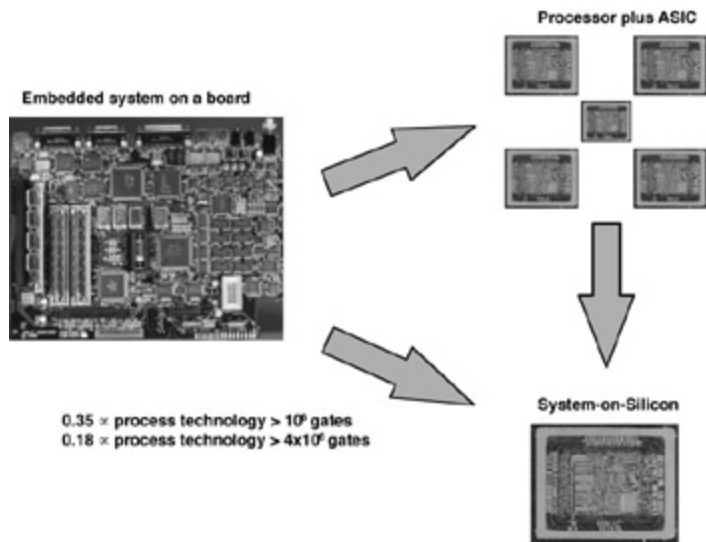 Processor plus ASIC
Embedded system on a board
System-on-Silicon
0.35 ∝ process technology > 10⁶ gates
0.18 ∝ process technology > 4x10⁶ gates